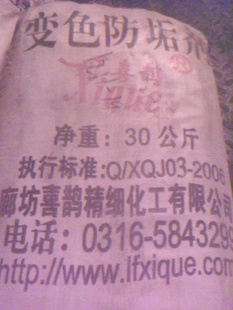 变色防垢剂
喜鹊
Xique
净重：30公斤
执行标准:Q/XQJ03-2006
廊坊喜鹊精细化工有限公司
电话：0316-5843299
http://www.lfxique.com